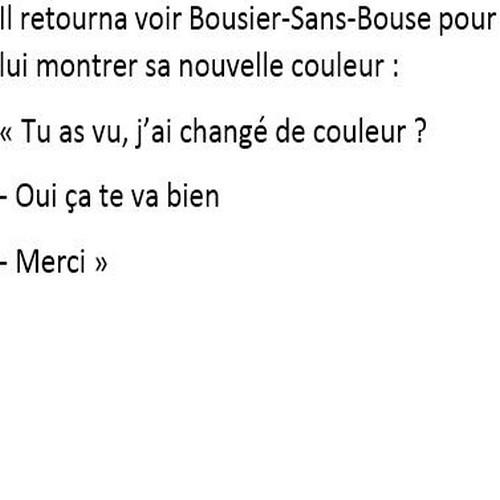 Il retourna voir Bousier-Sans-Bouse pour
lui montrer sa nouvelle couleur :
« Tu as vu, j’ai changé de couleur ?
- Oui ça te va bien
- Merci »